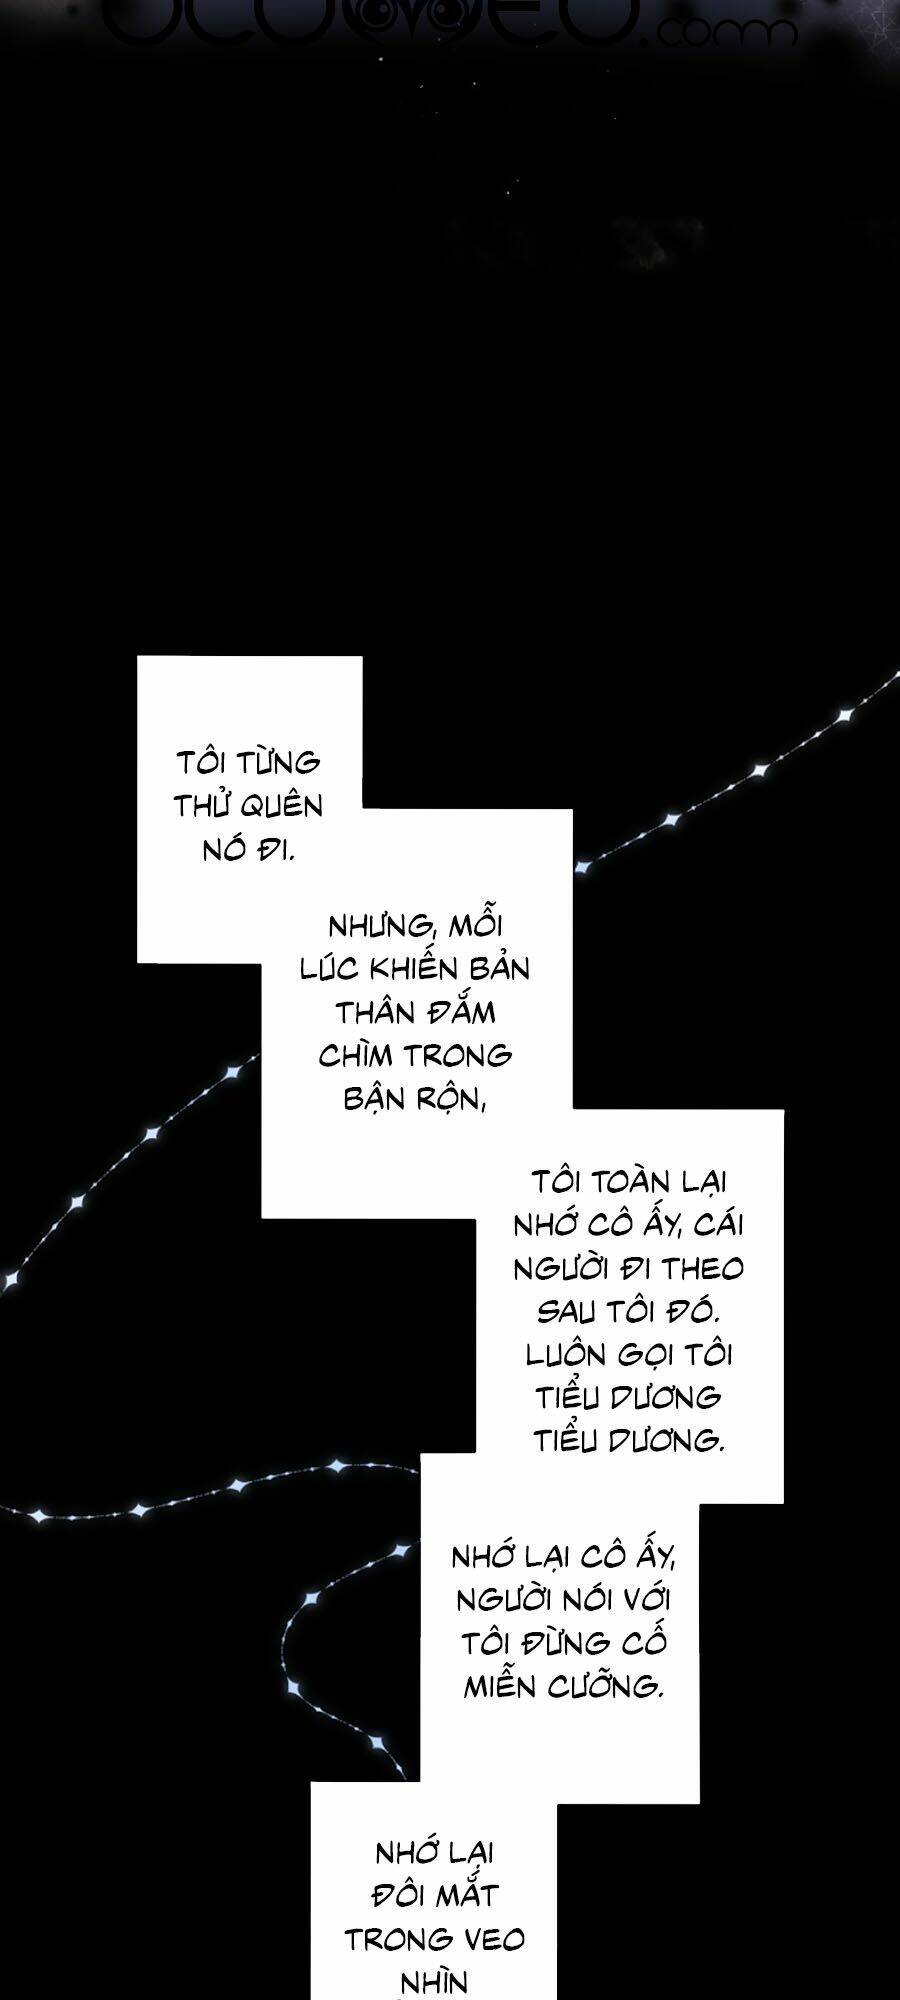 TÔI TỪNG
THỬ QUÊN
NÓ ĐI.
NHƯNG, MỖI
LÚC KHIẾN BẢN
THÂN ĐẮM
CHÌM TRONG
BẬN RỘN,
TÔI TOÀN LẠI
NHỚ CÔ ẤY, CÁI
NGƯỜI ĐI THEO
SAU TÔI ĐÓ.
LUÔN GỌI TÔI
TIỂU DƯƠNG
TIỂU DƯƠNG.
NHỚ LẠI CÔ ẤY,
NGƯỜI NÓI VỚI
TÔI ĐỪNG CỐ
MIỄN CƯỠNG.
NHỚ LẠI
ĐÔI MẮT
TRONG VEO
NHÌN